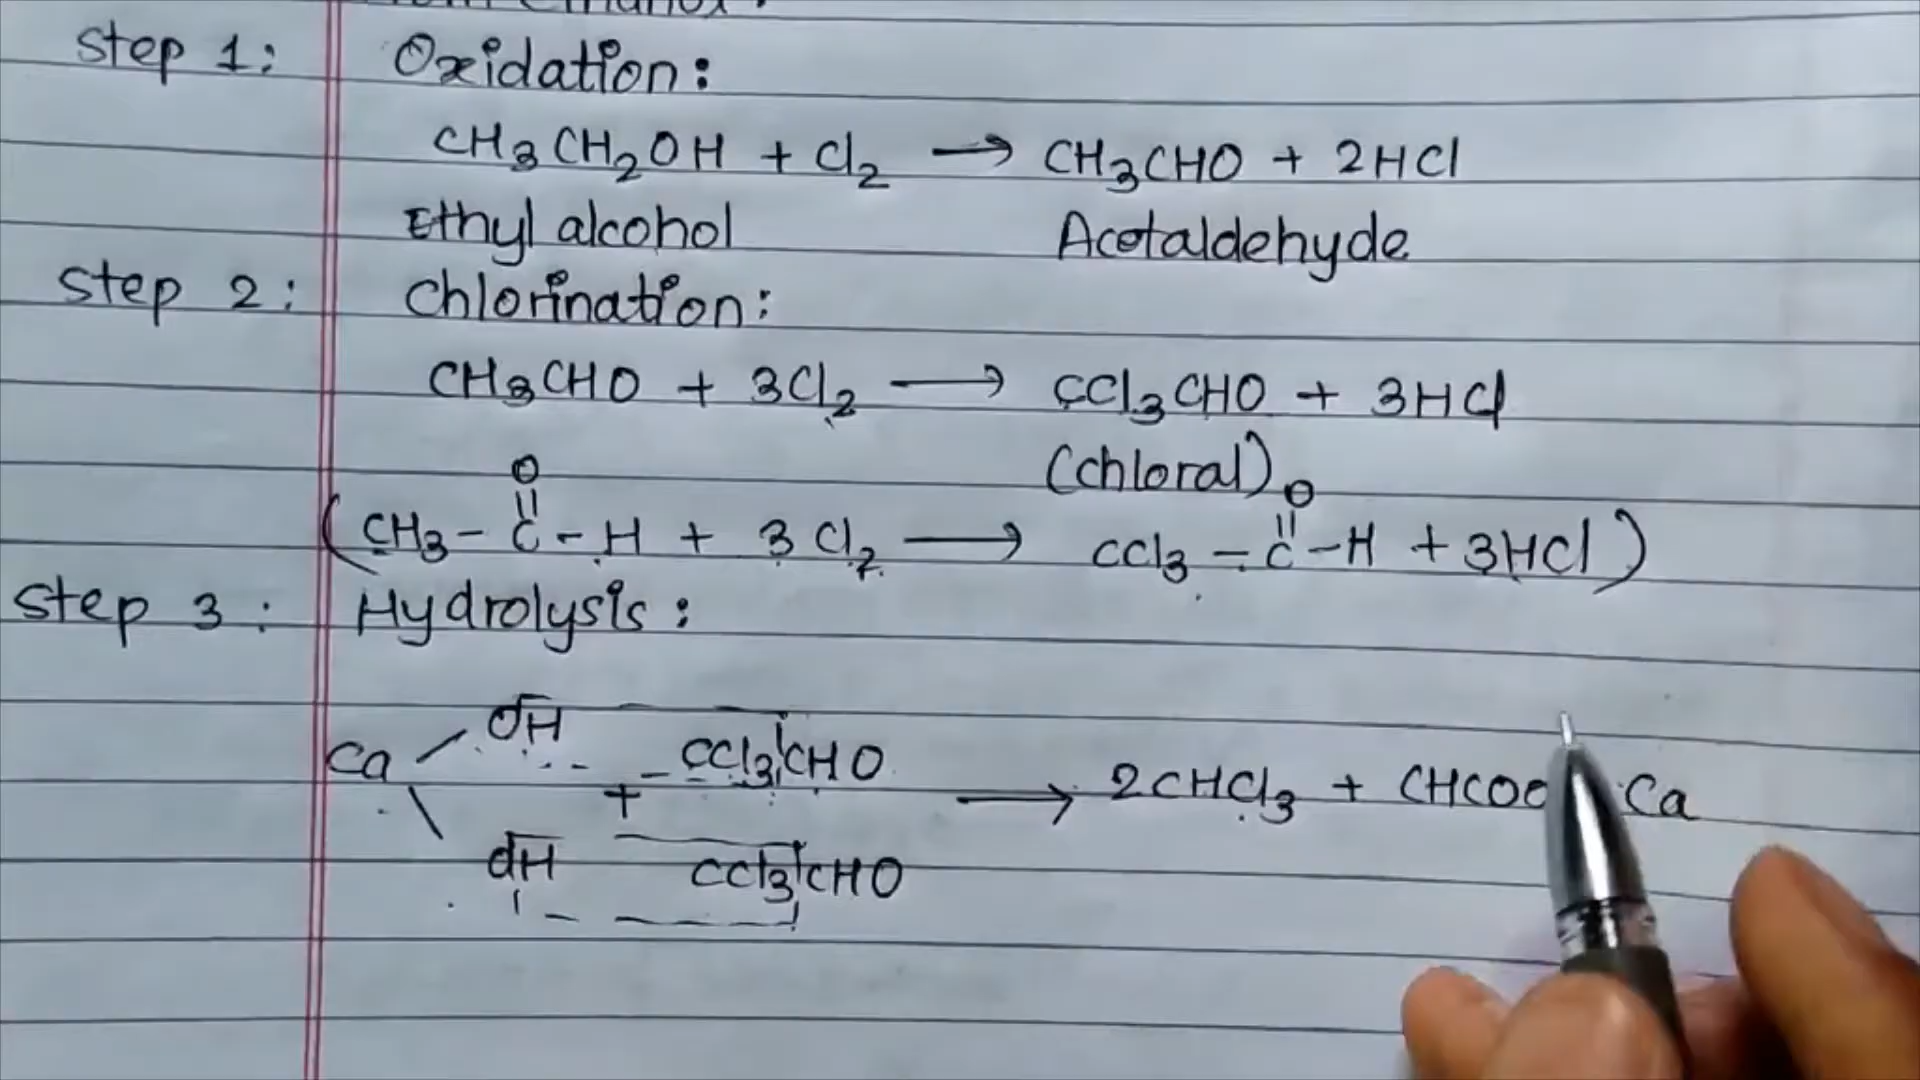 Step 1: Oxidation:
CH3CH2OH + Cl2 → CH3CHO + 2HCl
Ethyl alcohol Acetaldehyde
Step 2: Chlorination:
CH3CHO + 3Cl2 → CCl3CHO + 3HCl
(chloral)
O O
(CH3-C-H + 3Cl2 → CCl3-C-H + 3HCl)
Step 3: Hydrolysis:
OH CCl3CHO
Ca + → 2CHCl3 + CHCOO Ca
OH CCl3CHO